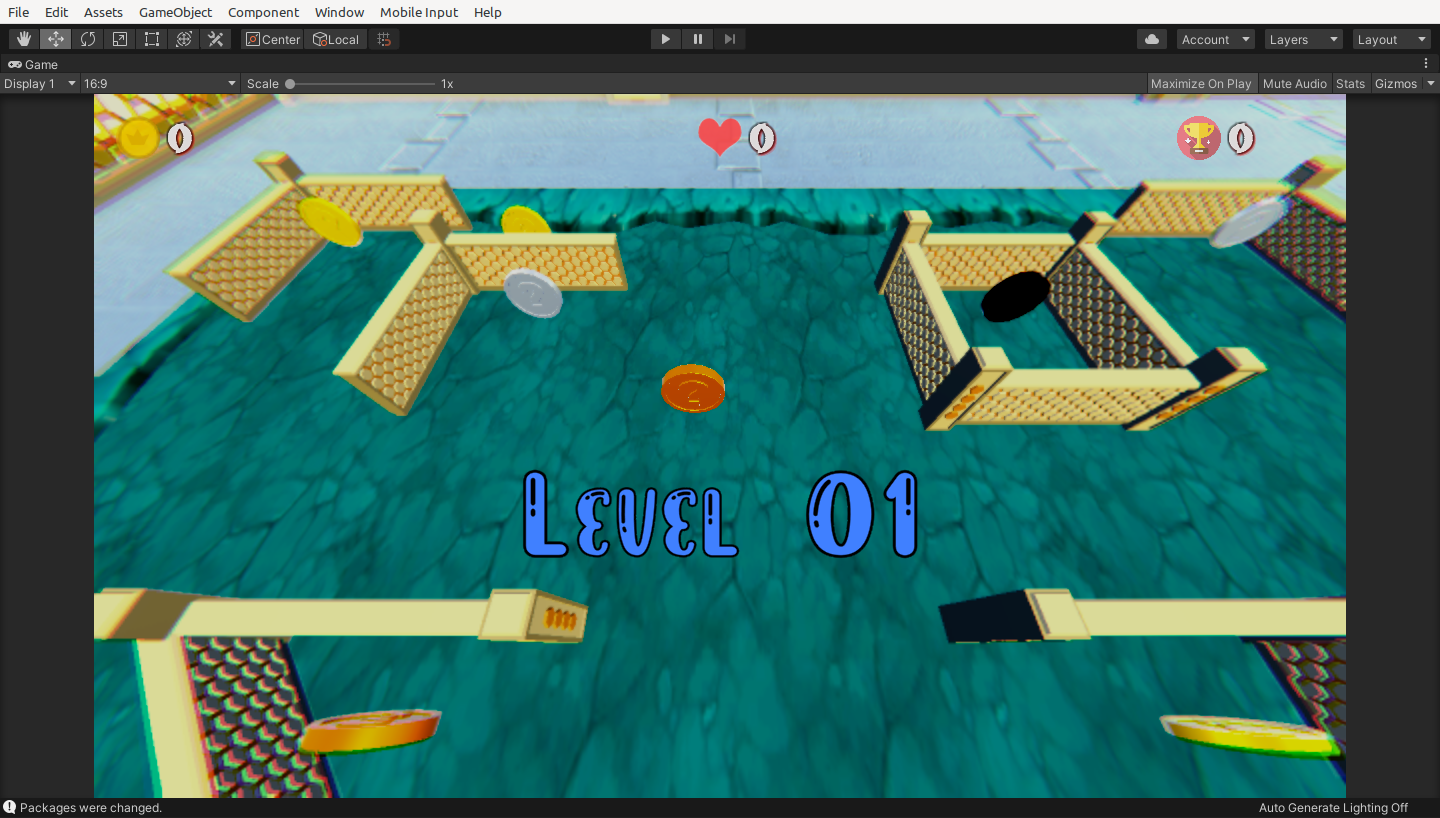 File Edit Assets GameObject Component Window Mobile Input Help
Center Local Account Layers Layout
Game
Display 1 16:9 Scale 1x Maximize On Play Mute Audio Stats Gizmos
0 0 0
2
2
Level 01
Packages were changed. Auto Generate Lighting Off